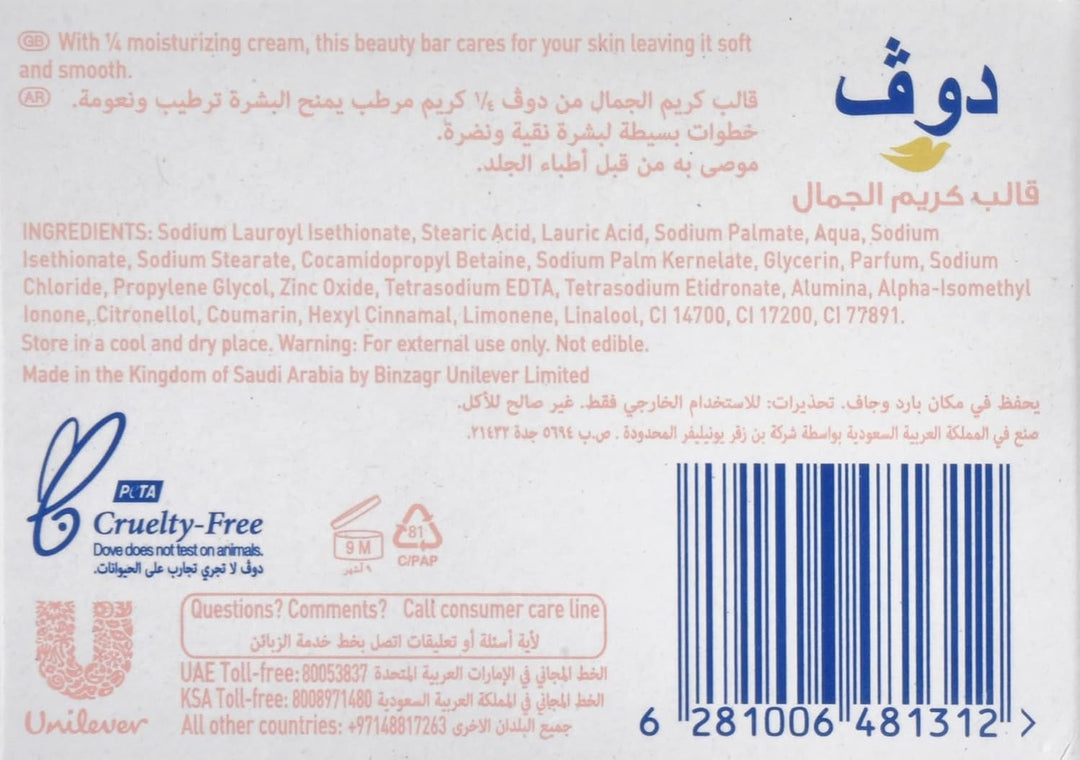 GB With ¼ moisturizing cream, this beauty bar cares for your skin leaving it soft
and smooth.
AR قالب كريم الجمال من دوڤ ¼ كريم مرطب يمنح البشرة ترطيب ونعومة.
خطوات بسيطة لبشرة نقية ونضرة.
موصى به من قبل أطباء الجلد.
دوڤ
قالب كريم الجمال
INGREDIENTS: Sodium Lauroyl Isethionate, Stearic Acid, Lauric Acid, Sodium Palmate, Aqua, Sodium
Isethionate, Sodium Stearate, Cocamidopropyl Betaine, Sodium Palm Kernelate, Glycerin, Parfum, Sodium
Chloride, Propylene Glycol, Zinc Oxide, Tetrasodium EDTA, Tetrasodium Etidronate, Alumina, Alpha-Isomethyl
Ionone, Citronellol, Coumarin, Hexyl Cinnamal, Limonene, Linalool, CI 14700, CI 17200, CI 77891.
Store in a cool and dry place. Warning: For external use only. Not edible.
Made in the Kingdom of Saudi Arabia by Binzagr Unilever Limited
يحفظ في مكان بارد وجاف. تحذيرات: للاستخدام الخارجي فقط. غير صالح للأكل.
صنع في المملكة العربية السعودية بواسطة شركة بن زقر يونيليفر المحدودة . ص.ب ٥٦٩٤ جدة ٢١٤٣٢.
PETA
Cruelty-Free
Dove does not test on animals.
دوڤ لا تجري تجارب على الحيوانات.
9 M
٩ أشهر
81
C/PAP
Unilever
Questions? Comments? Call consumer care line
لأية أسئلة أو تعليقات اتصل بخط خدمة الزبائن
UAE Toll-free: 80053837 الخط المجاني في الإمارات العربية المتحدة
KSA Toll-free: 8008971480 الخط المجاني في المملكة العربية السعودية
All other countries: +97148817263 جميع البلدان الاخرى
6 281006 481312 >